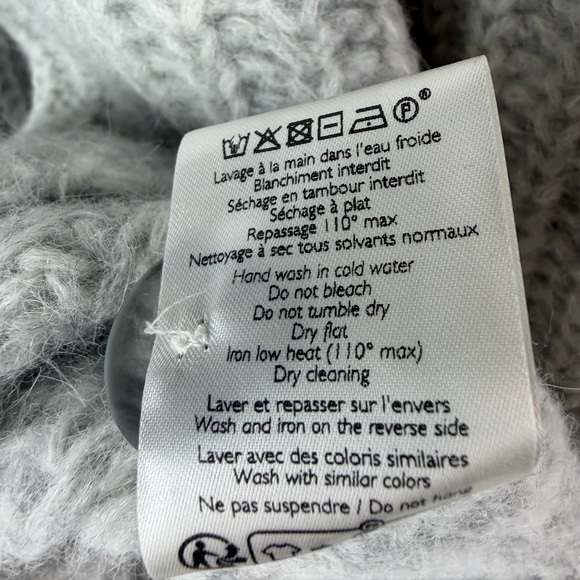 P ®
Lavage à la main dans l'eau froide
Blanchiment interdit
Séchage en tambour interdit
Séchage à plat
Repassage 110° max
Nettoyage à sec tous solvants normaux
Hand wash in cold water
Do not bleach
Do not tumble dry
Dry flat
Iron low heat (110° max)
Dry cleaning
Laver et repasser sur l'envers
Wash and iron on the reverse side
Laver avec des coloris similaires
Wash with similar colors
Ne pas suspendre / Do not hang